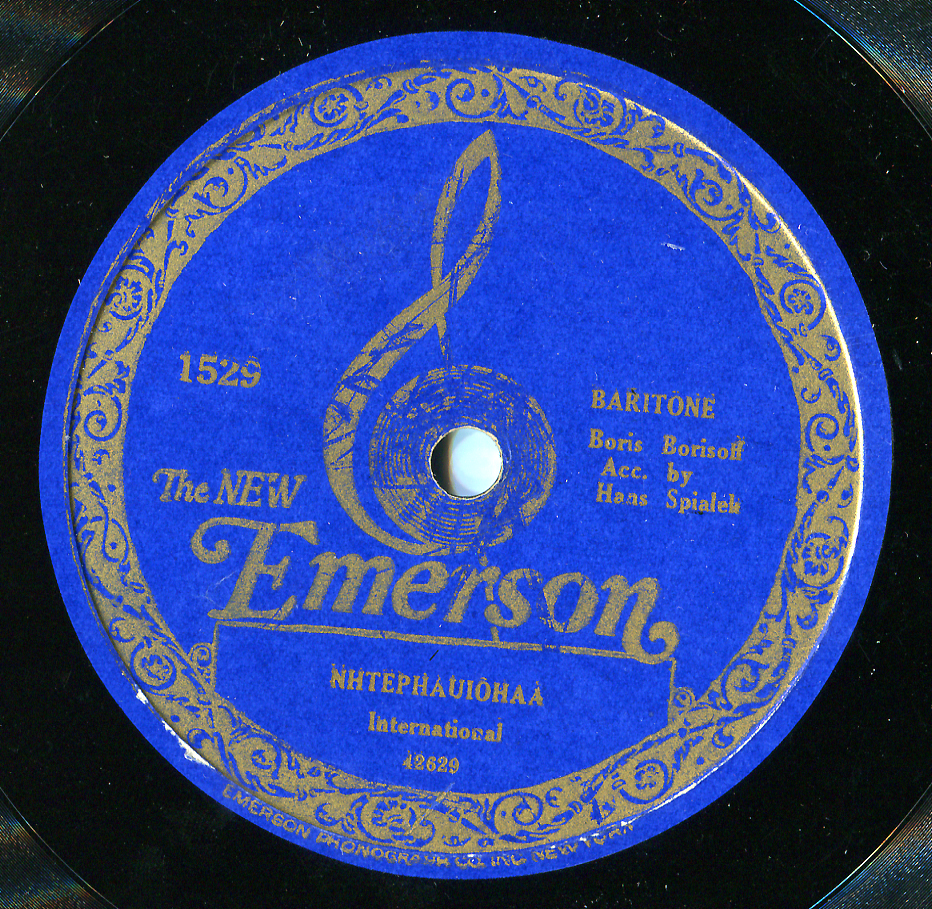 1529
BARITONE
Boris Borisoff
Acc. by
Hans Spialek
The NEW
Emerson
NHTEPHAUIÔHAA
International
42629
EMERSON PHONOGRAPH CO. INC. NEW YORK